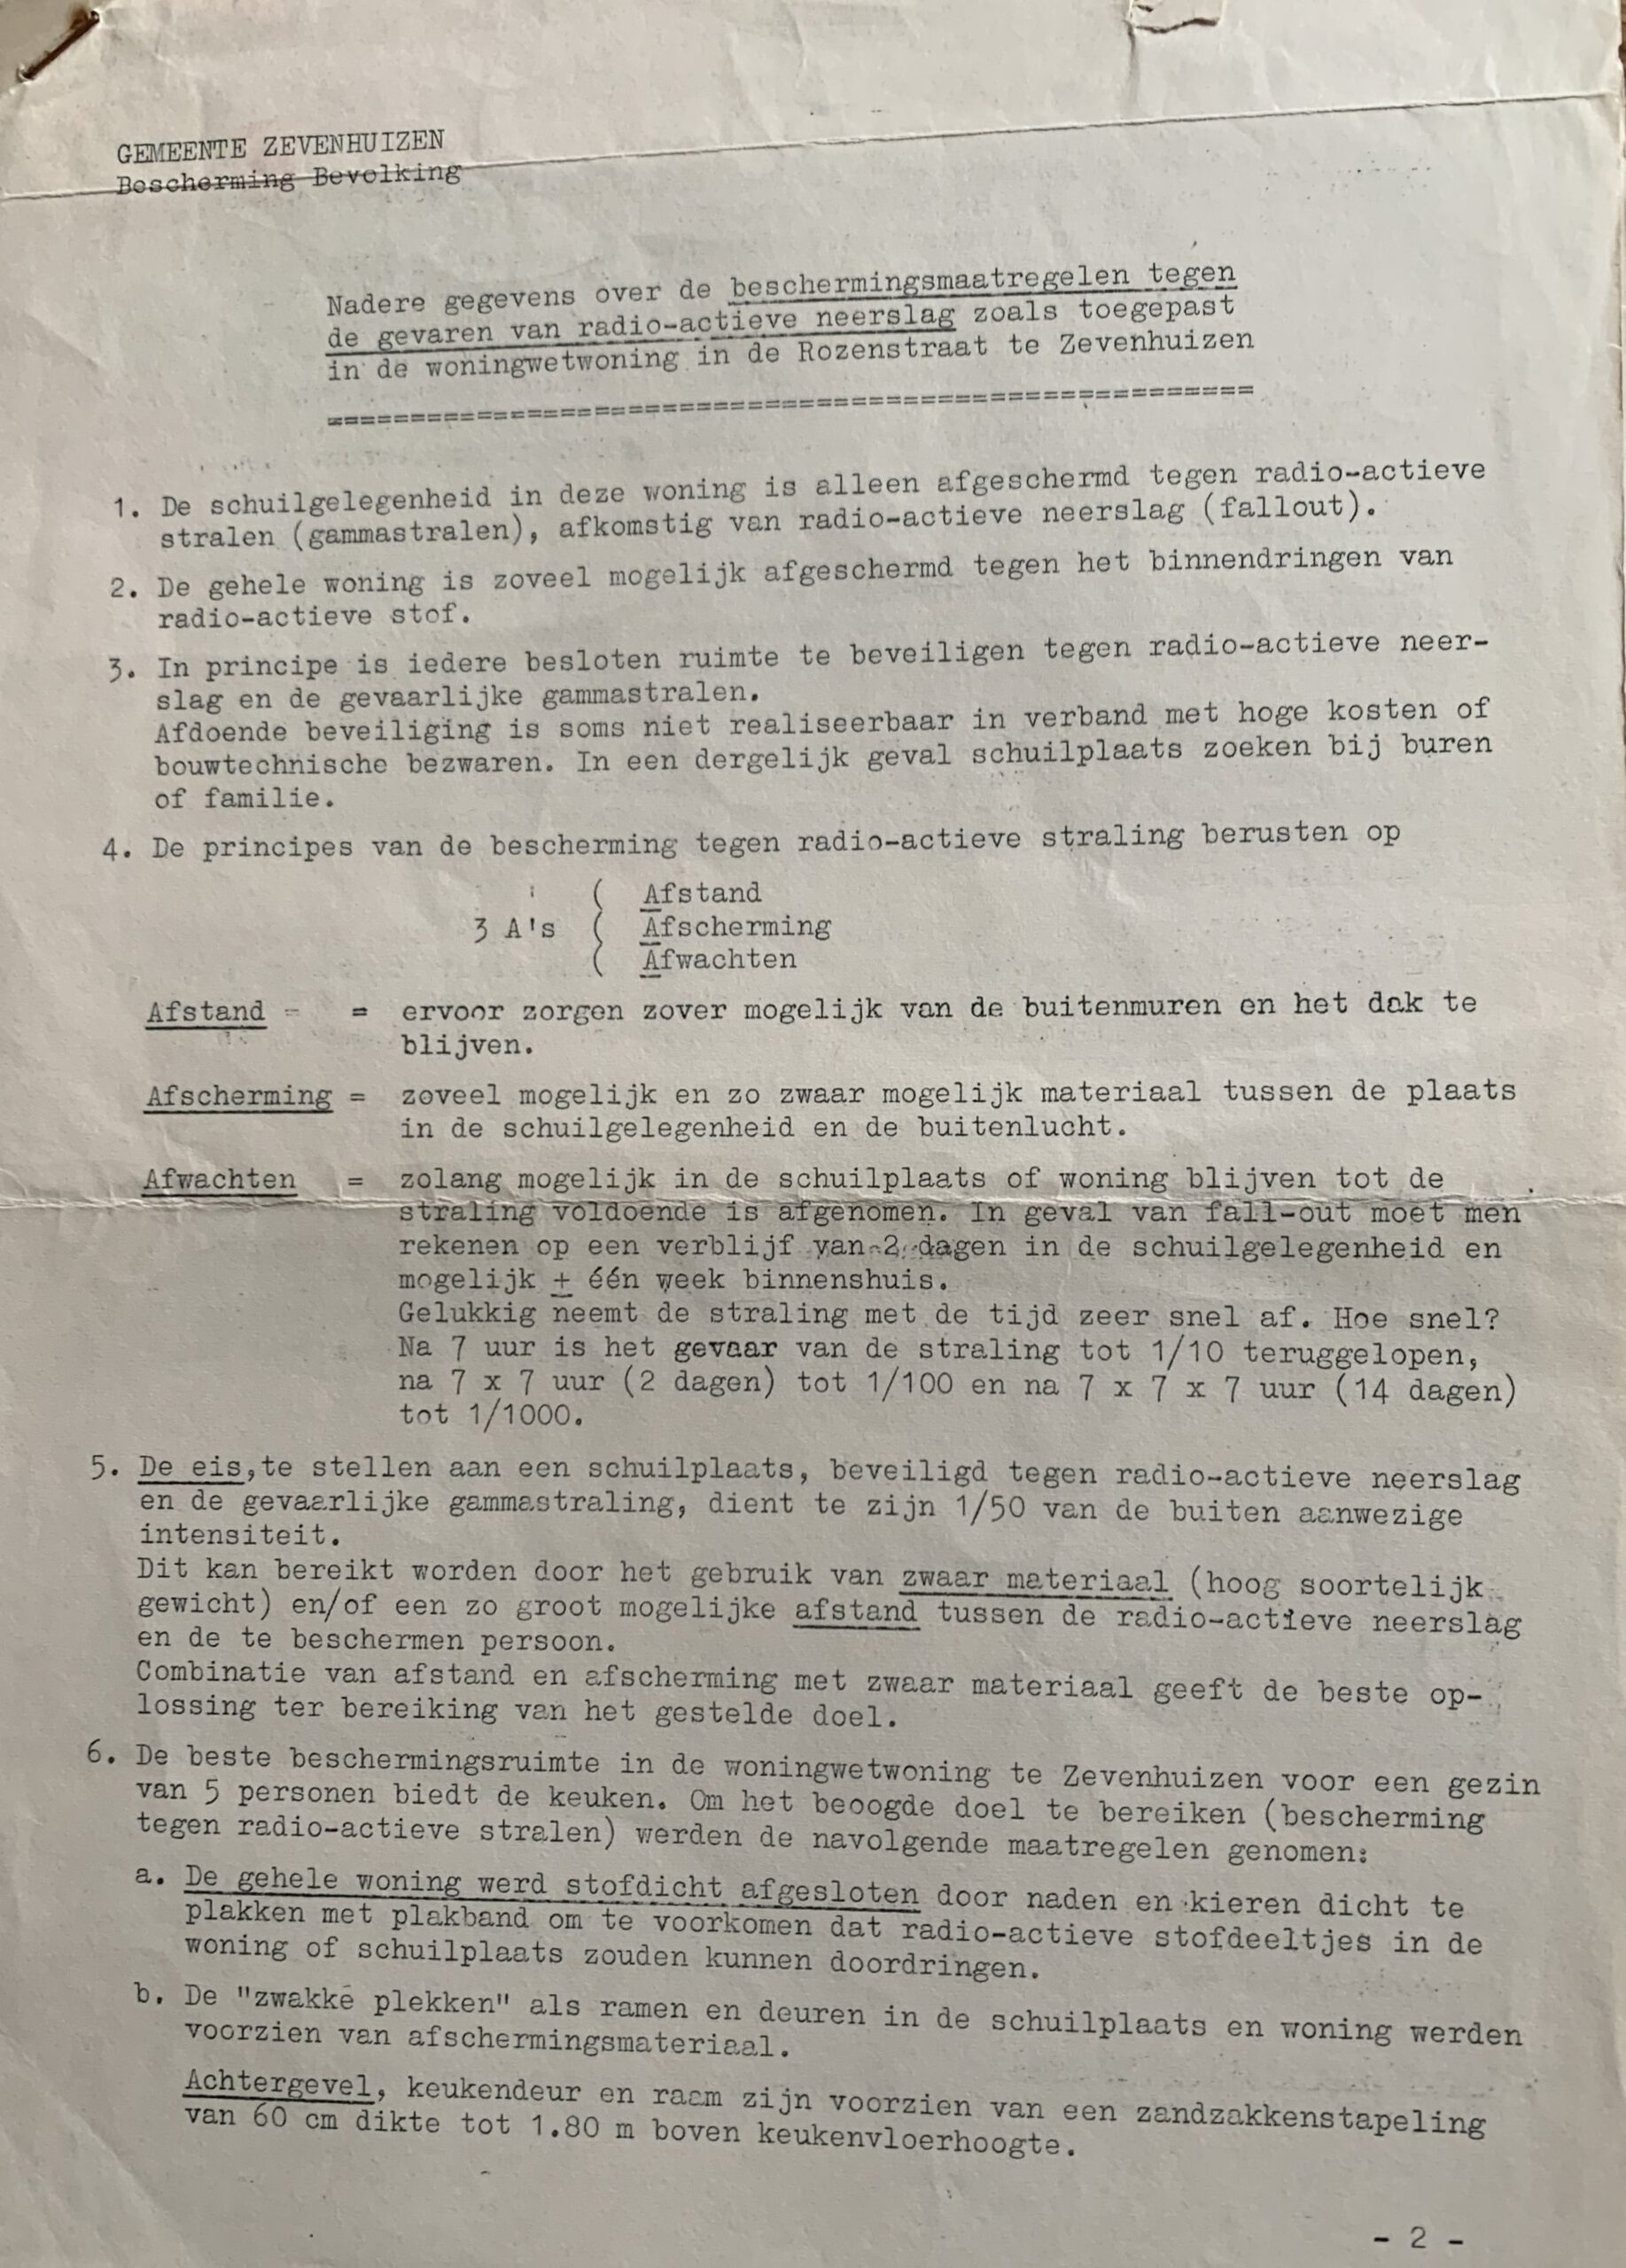 GEMEENTE ZEVENHUIZEN
Bescherming Bevolking
Nadere gegevens over de beschermingsmaatregelen tegen
de gevaren van radio-actieve neerslag zoals toegepast
in de woningwetwoning in de Rozenstraat te Zevenhuizen
=======================================================
1. De schuilgelegenheid in deze woning is alleen afgeschermd tegen radio-actieve
stralen (gammastralen), afkomstig van radio-actieve neerslag (fallout).
2. De gehele woning is zoveel mogelijk afgeschermd tegen het binnendringen van
radio-actieve stof.
3. In principe is iedere besloten ruimte te beveiligen tegen radio-actieve neer-
slag en de gevaarlijke gammastralen.
Afdoende beveiliging is soms niet realiseerbaar in verband met hoge kosten of
bouwtechnische bezwaren. In een dergelijk geval schuilplaats zoeken bij buren
of familie.
4. De principes van de bescherming tegen radio-actieve straling berusten op
( Afstand
3 A's ( Afscherming
( Afwachten
Afstand - = ervoor zorgen zover mogelijk van de buitenmuren en het dak te
blijven.
Afscherming = zoveel mogelijk en zo zwaar mogelijk materiaal tussen de plaats
in de schuilgelegenheid en de buitenlucht.
Afwachten = zolang mogelijk in de schuilplaats of woning blijven tot de
straling voldoende is afgenomen. In geval van fall-out moet men
rekenen op een verblijf van 2 dagen in de schuilgelegenheid en
mogelijk ± één week binnenshuis.
Gelukkig neemt de straling met de tijd zeer snel af. Hoe snel?
Na 7 uur is het gevaar van de straling tot 1/10 teruggelopen,
na 7 x 7 uur (2 dagen) tot 1/100 en na 7 x 7 x 7 uur (14 dagen)
tot 1/1000.
5. De eis, te stellen aan een schuilplaats, beveiligd tegen radio-actieve neerslag
en de gevaarlijke gammastraling, dient te zijn 1/50 van de buiten aanwezige
intensiteit.
Dit kan bereikt worden door het gebruik van zwaar materiaal (hoog soortelijk
gewicht) en/of een zo groot mogelijke afstand tussen de radio-actieve neerslag
en de te beschermen persoon.
Combinatie van afstand en afscherming met zwaar materiaal geeft de beste op-
lossing ter bereiking van het gestelde doel.
6. De beste beschermingsruimte in de woningwetwoning te Zevenhuizen voor een gezin
van 5 personen biedt de keuken. Om het beoogde doel te bereiken (bescherming
tegen radio-actieve stralen) werden de navolgende maatregelen genomen:
a. De gehele woning werd stofdicht afgesloten door naden en kieren dicht te
plakken met plakband om te voorkomen dat radio-actieve stofdeeltjes in de
woning of schuilplaats zouden kunnen doordringen.
b. De "zwakke plekken" als ramen en deuren in de schuilplaats en woning werden
voorzien van afschermingsmateriaal.
Achtergevel, keukendeur en raam zijn voorzien van een zandzakkenstapeling
van 60 cm dikte tot 1.80 m boven keukenvloerhoogte.
- 2 -